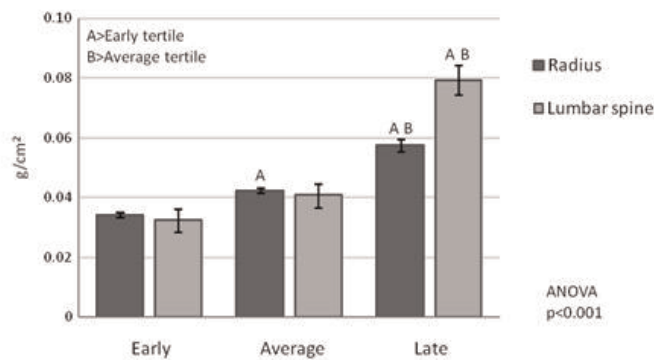 0.10
0.08
0.06
0.04
0.02
0
g/cm²
A>Early tertile
B>Average tertile
A
A B
A B
Radius
Lumbar spine
ANOVA
p<0.001
Early
Average
Late